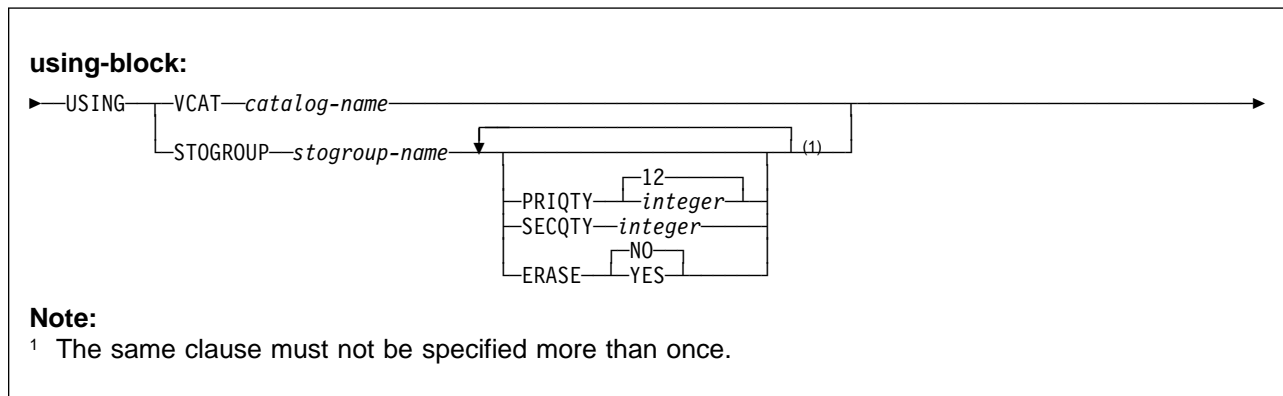 using-block:
USING VCAT catalog-name
STOGROUP stogroup-name (1)
12
PRIQTY integer
SECQTY integer
NO
ERASE YES
Note:
1 The same clause must not be specified more than once.